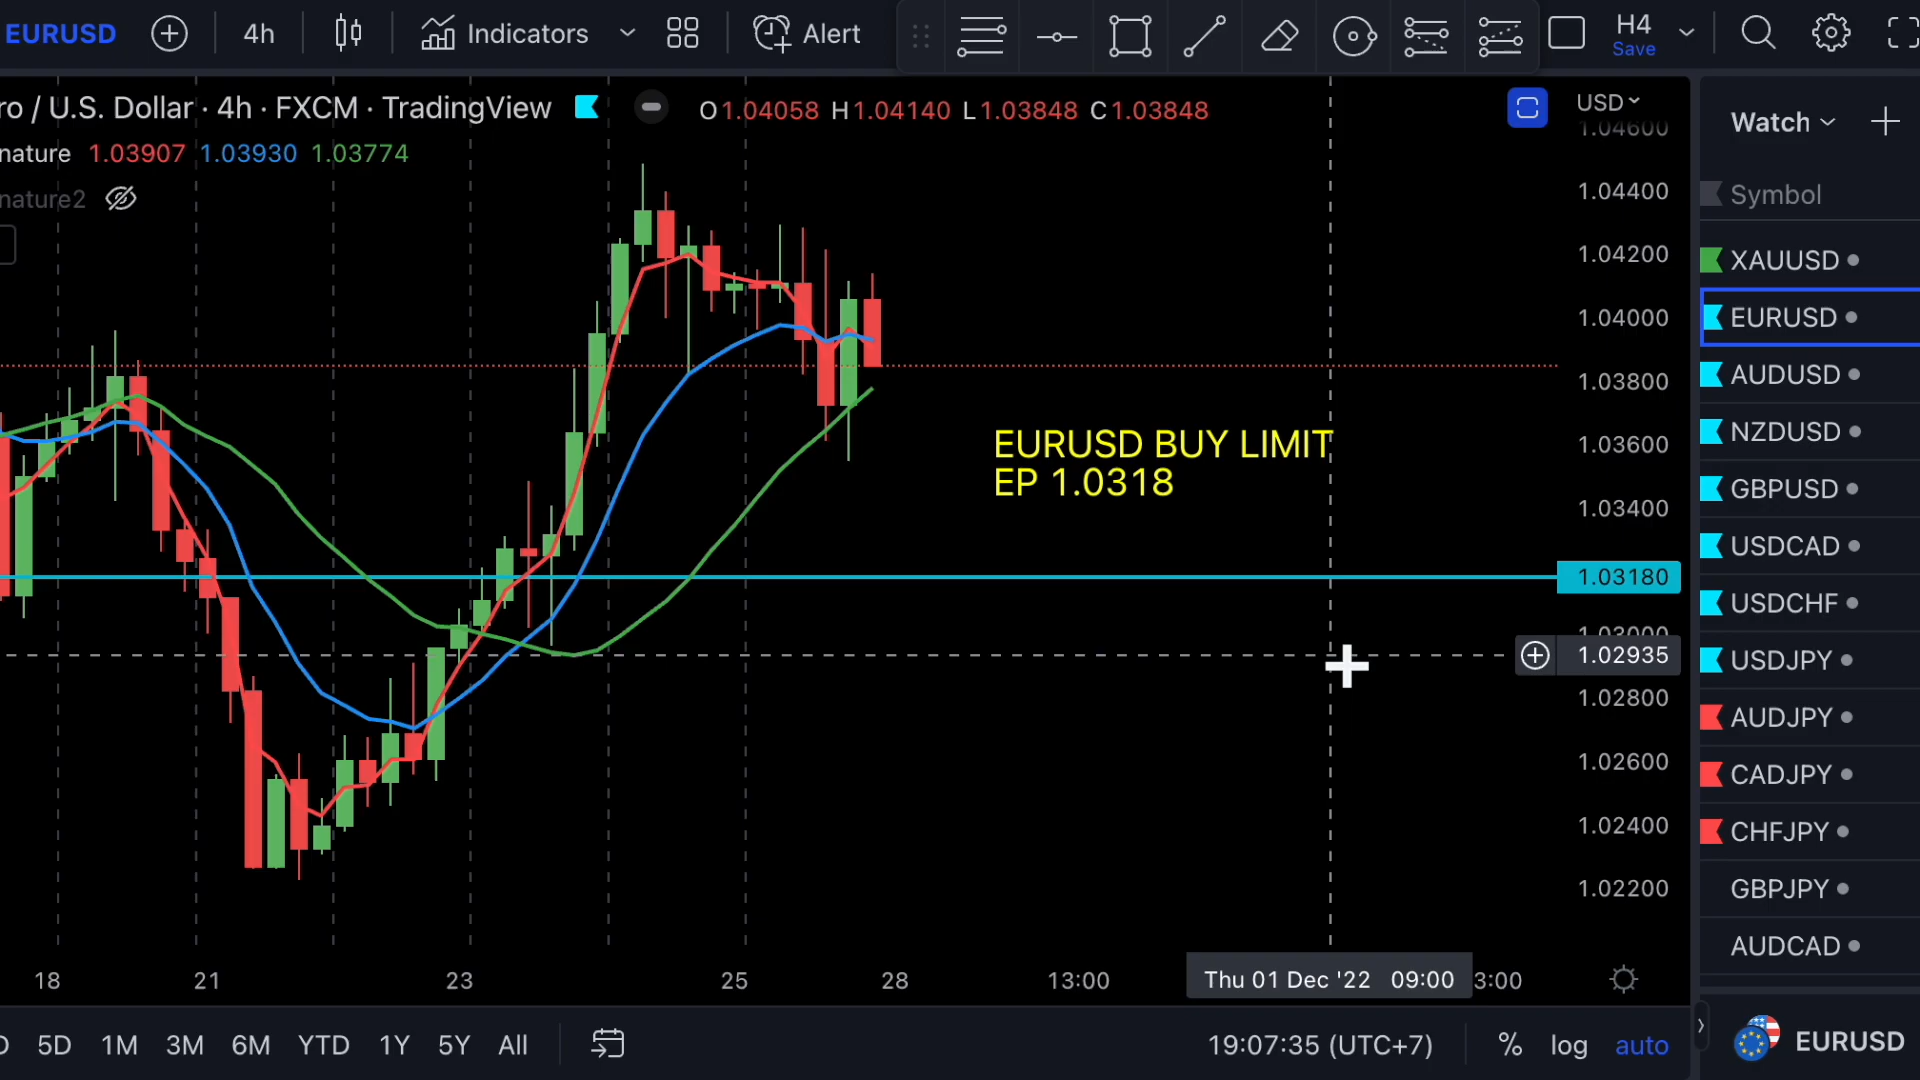 EURUSD
4h
Indicators
Alert
H4
Save
ro / U.S. Dollar · 4h · FXCM · TradingView
O1.04058 H1.04140 L1.03848 C1.03848
USD
nature 1.03907 1.03930 1.03774
nature2
1.04600
1.04400
1.04200
1.04000
1.03800
1.03600
1.03400
1.03180
1.03000
1.02935
1.02800
1.02600
1.02400
1.02200
EURUSD BUY LIMIT
EP 1.0318
18
21
23
25
28
13:00
Thu 01 Dec '22 09:00
3:00
5D
1M
3M
6M
YTD
1Y
5Y
All
19:07:35 (UTC+7)
%
log
auto
Watch
Symbol
XAUUSD
EURUSD
AUDUSD
NZDUSD
GBPUSD
USDCAD
USDCHF
USDJPY
AUDJPY
CADJPY
CHFJPY
GBPJPY
AUDCAD
EURUSD